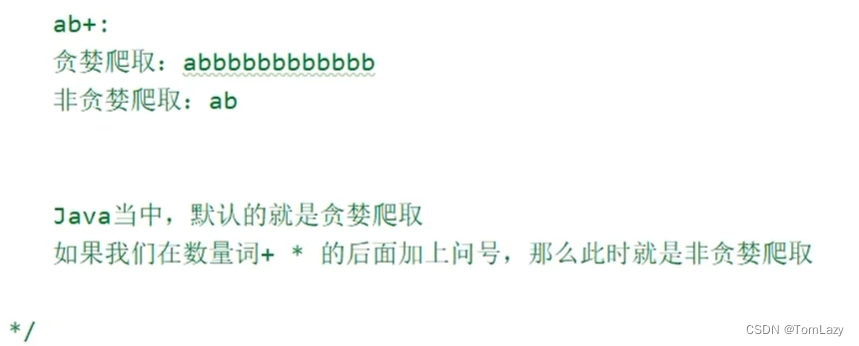 ab+:
贪婪爬取：abbbbbbbbbbbbb
非贪婪爬取：ab
Java当中，默认的就是贪婪爬取
如果我们在数量词+ * 的后面加上问号，那么此时就是非贪婪爬取
*/
CSDN @TomLazy